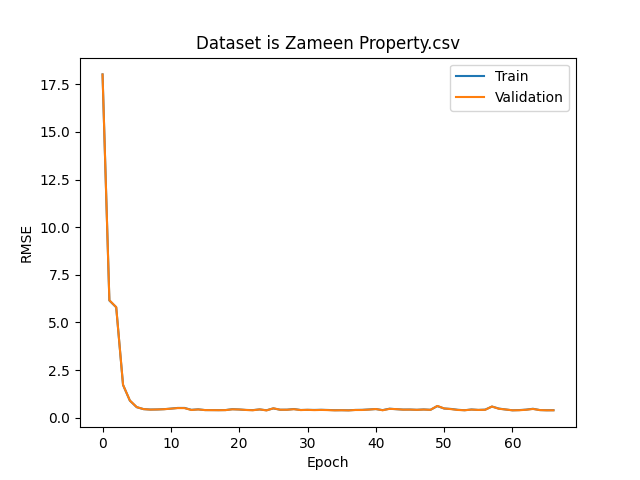 Dataset is Zameen Property.csv
Train
Validation
17.5
15.0
12.5
10.0
7.5
5.0
2.5
0.0
RMSE
0 10 20 30 40 50 60
Epoch